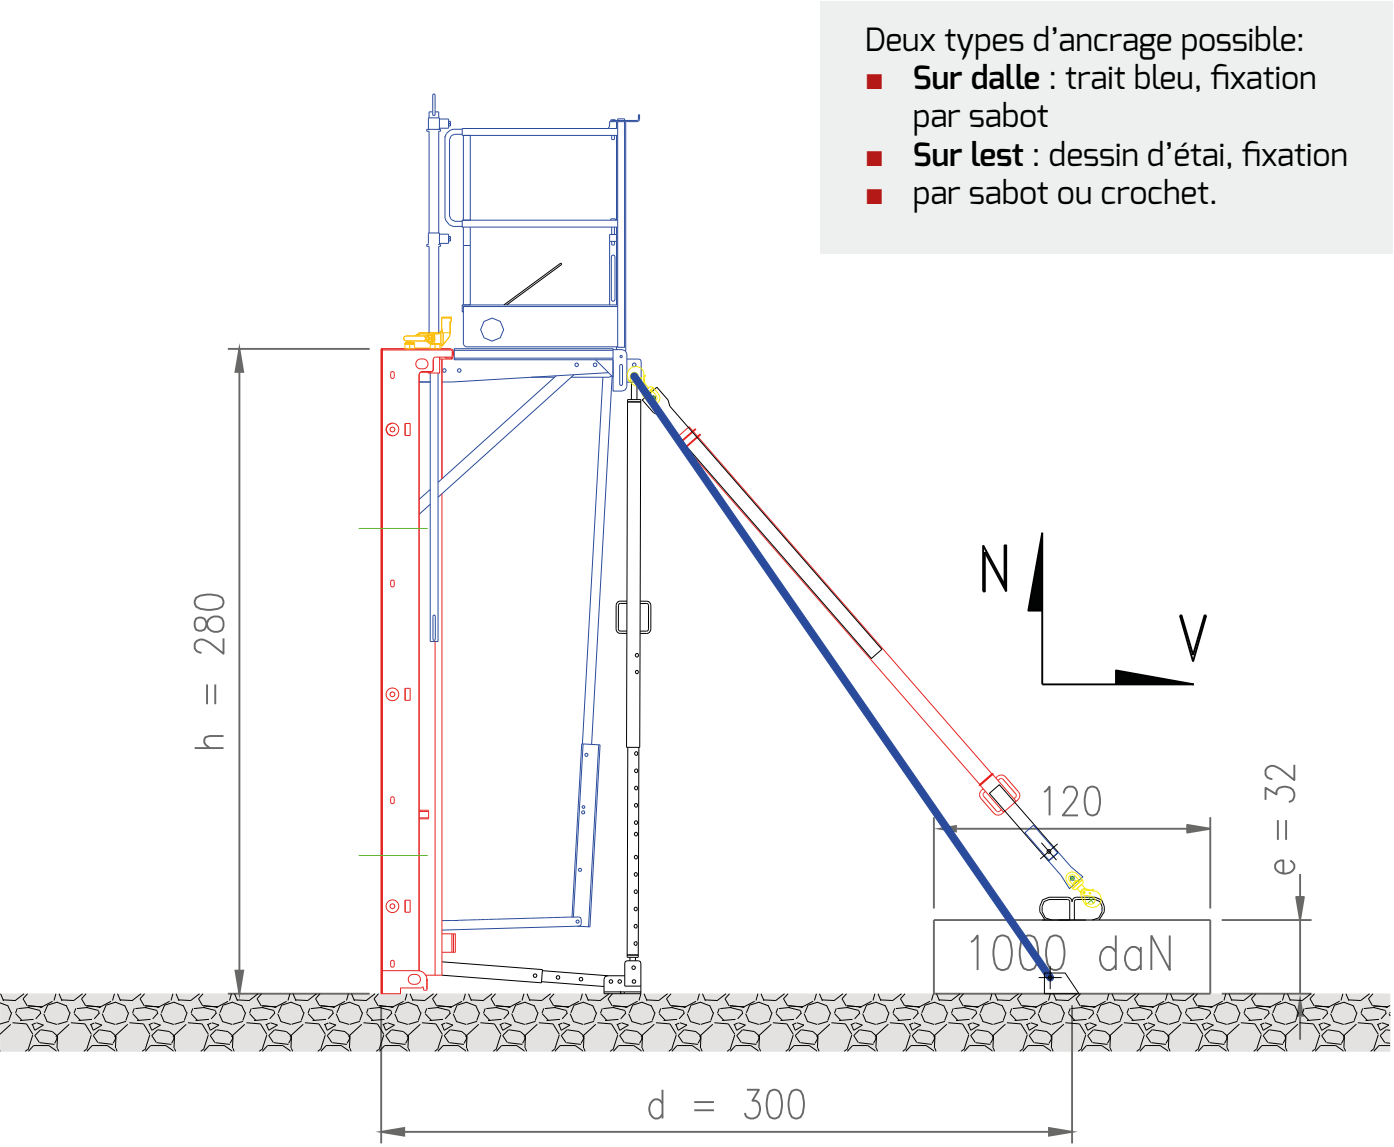 Deux types d'ancrage possible:
■ Sur dalle : trait bleu, fixation
par sabot
■ Sur lest : dessin d'étai, fixation
■ par sabot ou crochet.
N
V
h = 280
120
e = 32
1000 daN
d = 300